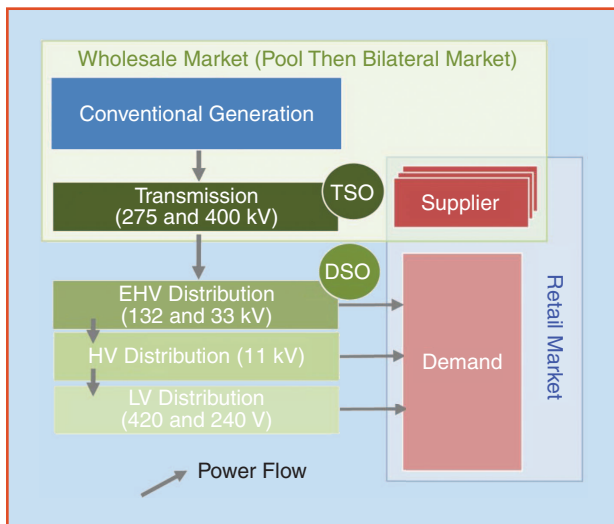 Wholesale Market (Pool Then Bilateral Market)
Conventional Generation
Transmission
(275 and 400 kV)
TSO
Supplier
DSO
EHV Distribution
(132 and 33 kV)
HV Distribution (11 kV)
LV Distribution
(420 and 240 V)
Demand
Retail Market
Power Flow